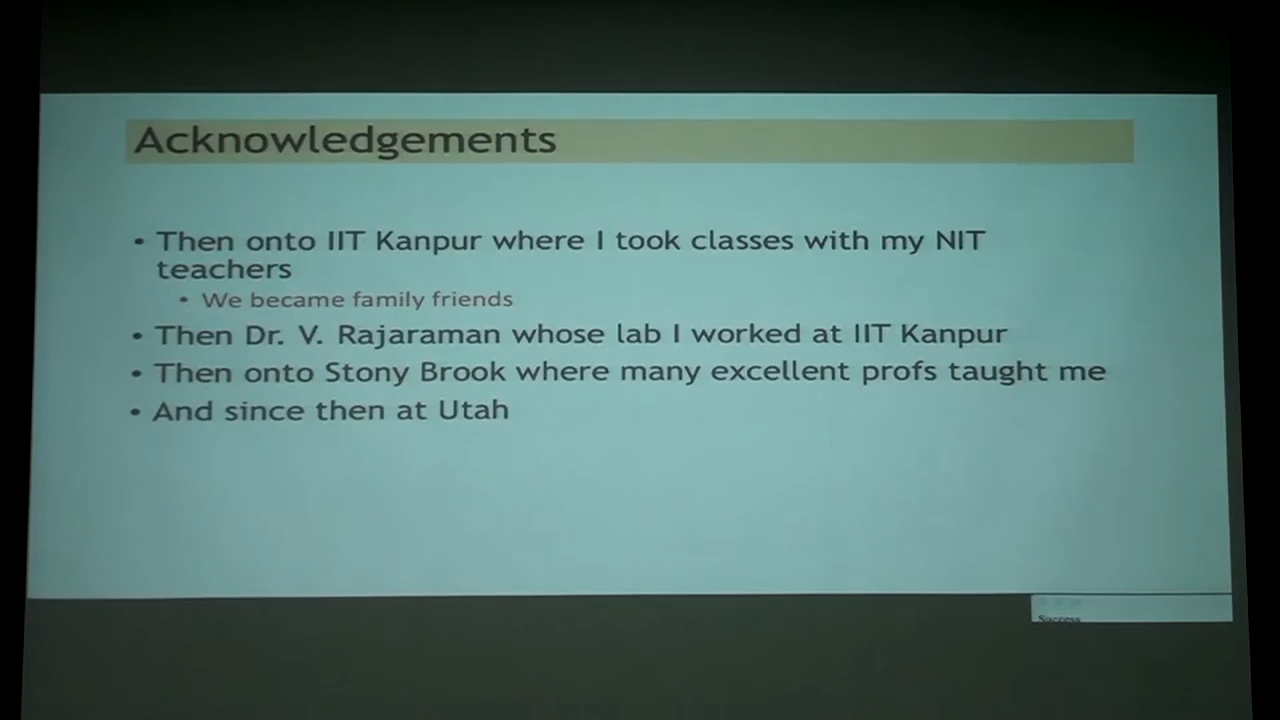 Acknowledgements
• Then onto IIT Kanpur where I took classes with my NIT
teachers
• We became family friends
• Then Dr. V. Rajaraman whose lab I worked at IIT Kanpur
• Then onto Stony Brook where many excellent profs taught me
• And since then at Utah
Success